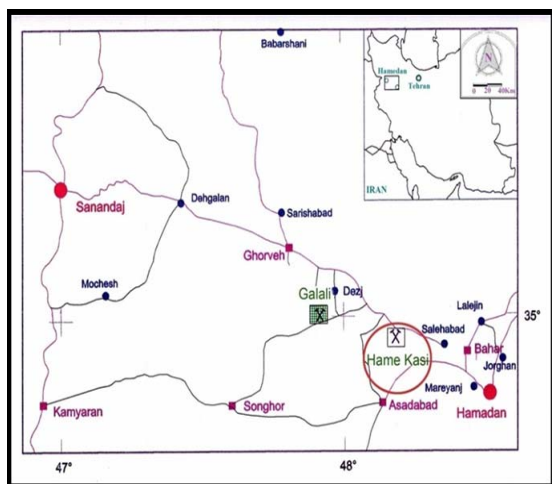 Babarshani
Hamedan
Tehran
N
0 20 40Km
IRAN
Sanandaj
Dehgalan
Sarishabad
Ghorveh
Mochesh
Galali
Dezj
Lalejin
35°
Salehabad
Bahar
Hame Kasi
Jorghan
Mareyanj
Kamyaran
Songhor
Asadabad
Hamadan
47°
48°